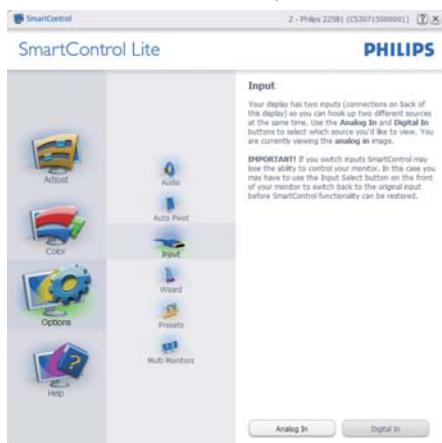 SmartControl
2 - Philips 225B1 (CS30715000001)
SmartControl Lite
PHILIPS
Adjust
Color
Options
Help
Audio
Auto Pivot
Input
Wizard
Presets
Multi Monitors
Input
Your display has two inputs (connections on back of
this display) so you can hook up two different sources
at the same time. Use the Analog In and Digital In
buttons to select which source you'd like to view. You
are currently viewing the analog in image.
IMPORTANT! If you switch inputs SmartControl may
lose the ability to control your monitor. In this case you
may have to use the Input Select button on the front
of your monitor to switch back to the original input
before SmartControl functionality can be restored.
Analog In
Digital In